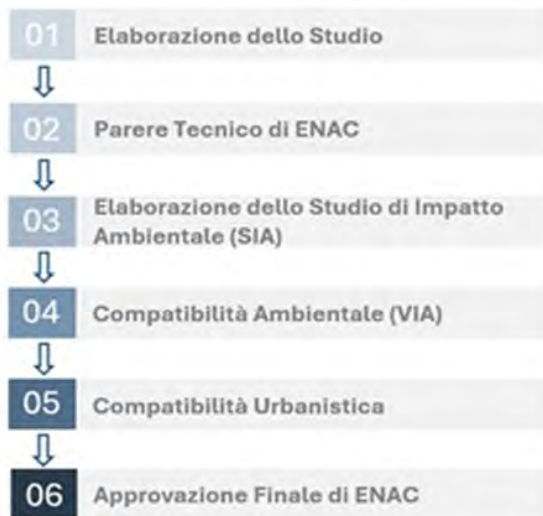 01 Elaborazione dello Studio
02 Parere Tecnico di ENAC
03 Elaborazione dello Studio di Impatto
Ambientale (SIA)
04 Compatibilità Ambientale (VIA)
05 Compatibilità Urbanistica
06 Approvazione Finale di ENAC